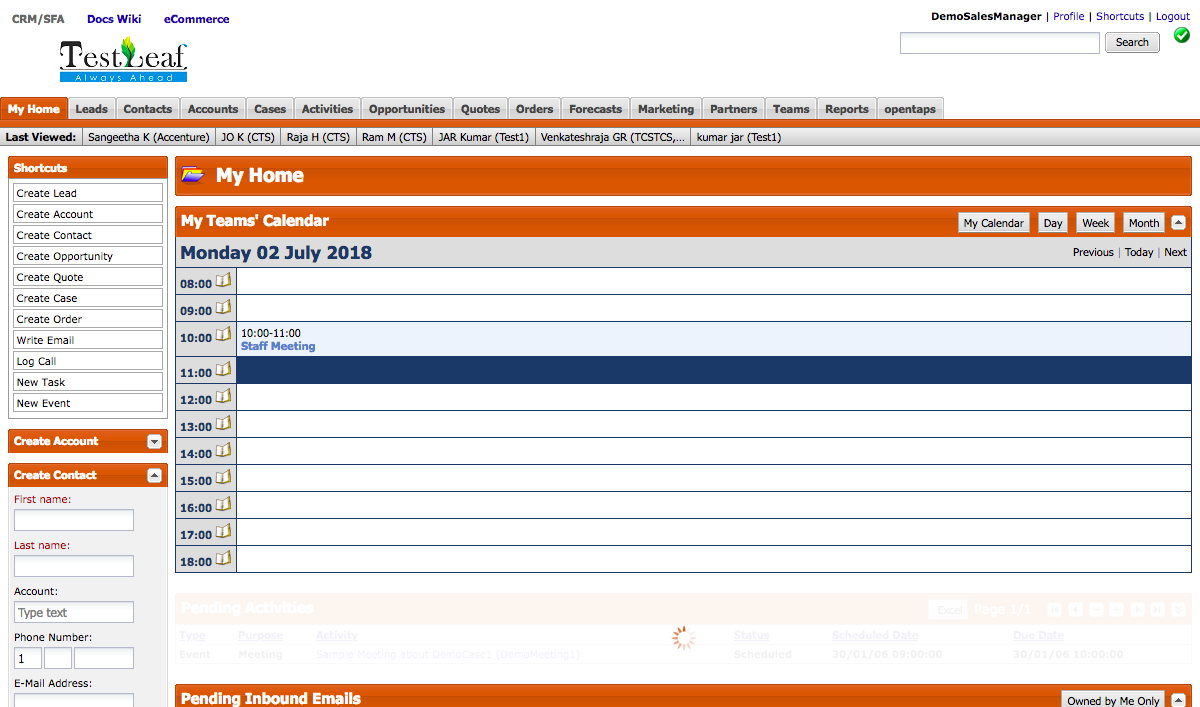 CRM/SFA Docs Wiki eCommerce
DemoSalesManager | Profile | Shortcuts | Logout
Search
TestLeaf
Always Ahead
My Home Leads Contacts Accounts Cases Activities Opportunities Quotes Orders Forecasts Marketing Partners Teams Reports opentaps
Last Viewed: Sangeetha K (Accenture) JO K (CTS) Raja H (CTS) Ram M (CTS) JAR Kumar (Test1) Venkateshraja GR (TCSTCS,... kumar jar (Test1)
Shortcuts
Create Lead
Create Account
Create Contact
Create Opportunity
Create Quote
Create Case
Create Order
Write Email
Log Call
New Task
New Event
Create Account
Create Contact
First name:
Last name:
Account:
Type text
Phone Number:
1
E-Mail Address:
My Home
My Teams' Calendar
My Calendar Day Week Month
Monday 02 July 2018
Previous | Today | Next
08:00
09:00
10:00
10:00-11:00
Staff Meeting
11:00
12:00
13:00
14:00
15:00
16:00
17:00
18:00
Pending Activities Excel Page 1/1
Type Purpose Activity Status Scheduled Date Due Date
Event Meeting Sample Meeting about DemoCase1 (DemoMeeting1) Scheduled 30/01/06 09:00:00 30/01/06 10:00:00
Pending Inbound Emails Owned by Me Only